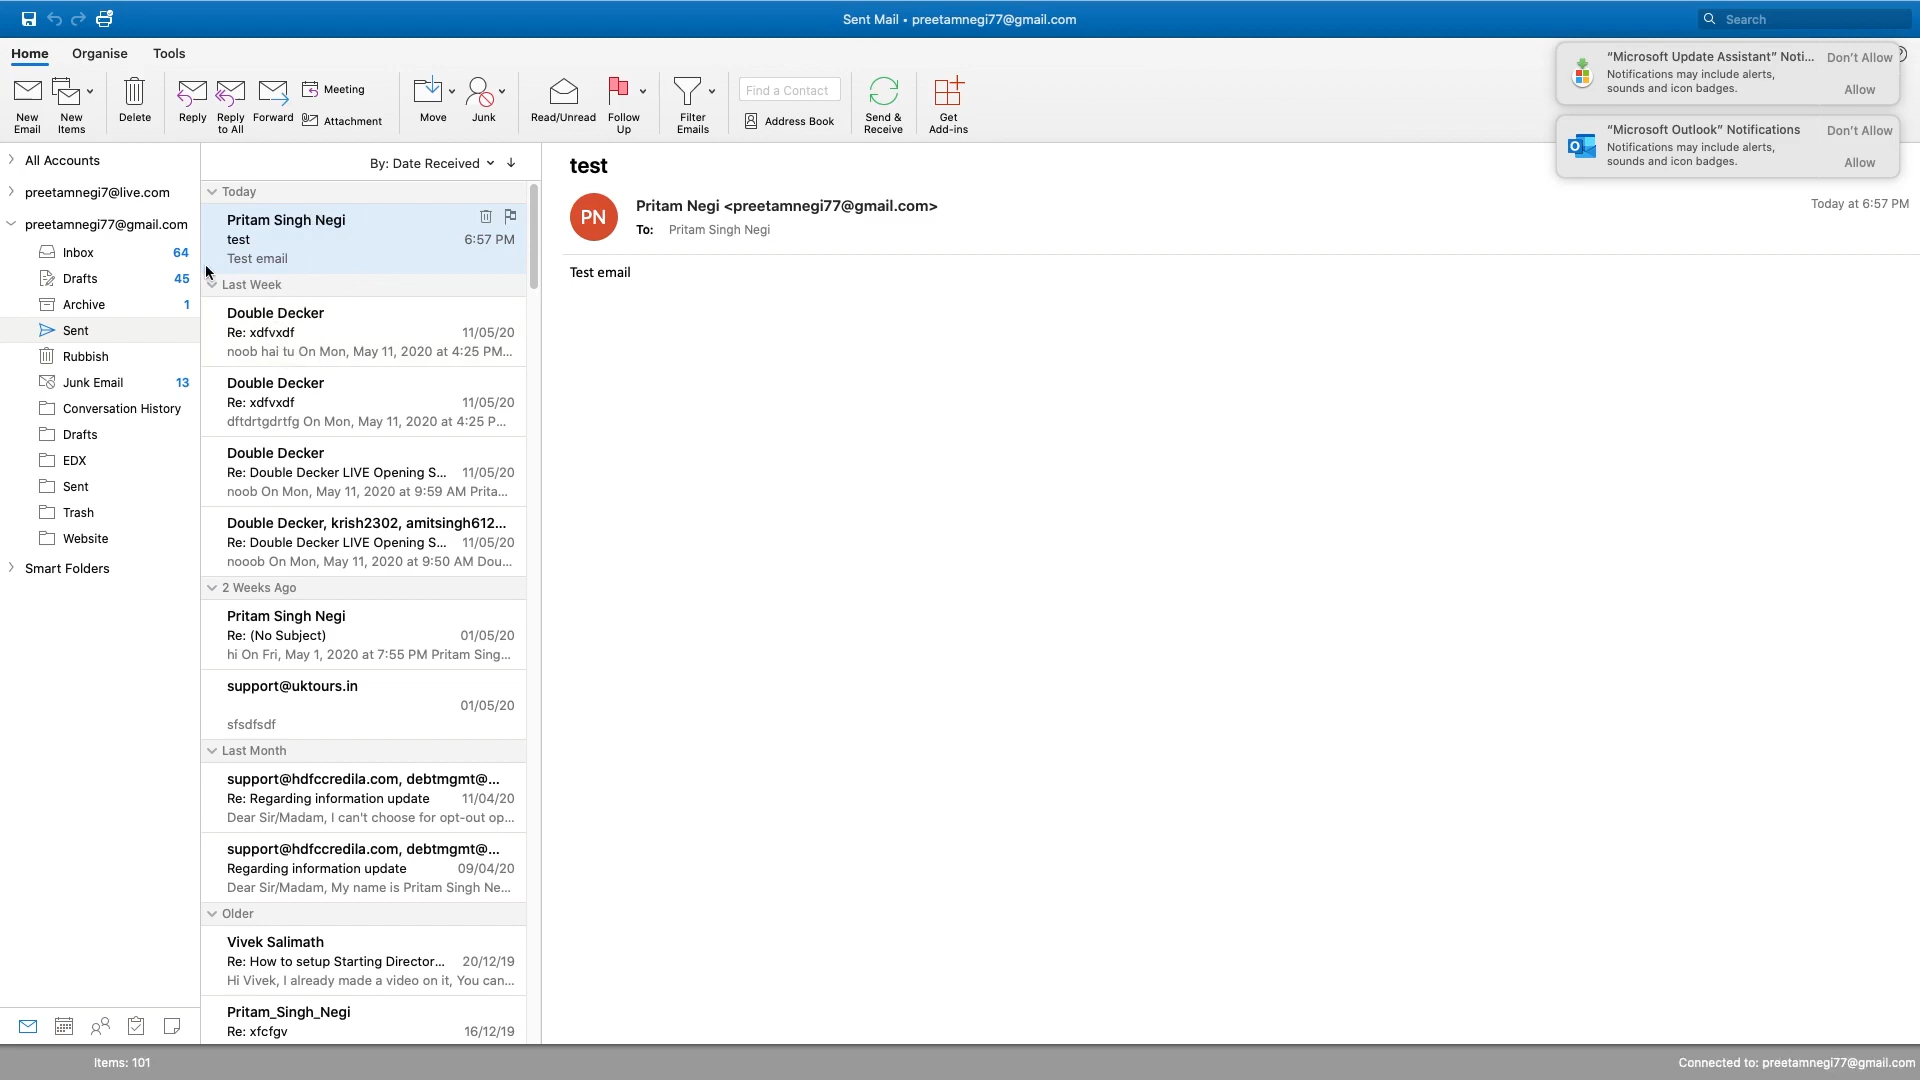 Sent Mail • preetamnegi77@gmail.com
Search
Home
Organise
Tools
New Email
New Items
Delete
Reply
Reply to All
Forward
Meeting
Attachment
Move
Junk
Read/Unread
Follow Up
Filter Emails
Find a Contact
Address Book
Send & Receive
Get Add-ins
"Microsoft Update Assistant" Noti...
Notifications may include alerts,
sounds and icon badges.
Don't Allow
Allow
"Microsoft Outlook" Notifications
Notifications may include alerts,
sounds and icon badges.
Don't Allow
Allow
All Accounts
preetamnegi7@live.com
preetamnegi77@gmail.com
Inbox 64
Drafts 45
Archive 1
Sent
Rubbish
Junk Email 13
Conversation History
Drafts
EDX
Sent
Trash
Website
Smart Folders
By: Date Received
Today
Pritam Singh Negi
test 6:57 PM
Test email
Last Week
Double Decker
Re: xdfvxdf 11/05/20
noob hai tu On Mon, May 11, 2020 at 4:25 PM...
Double Decker
Re: xdfvxdf 11/05/20
dftdrtgdrtfg On Mon, May 11, 2020 at 4:25 P...
Double Decker
Re: Double Decker LIVE Opening S... 11/05/20
noob On Mon, May 11, 2020 at 9:59 AM Prita...
Double Decker, krish2302, amitsingh612...
Re: Double Decker LIVE Opening S... 11/05/20
nooob On Mon, May 11, 2020 at 9:50 AM Dou...
2 Weeks Ago
Pritam Singh Negi
Re: (No Subject) 01/05/20
hi On Fri, May 1, 2020 at 7:55 PM Pritam Sing...
support@uktours.in
01/05/20
sfsdfsdf
Last Month
support@hdfccredila.com, debtmgmt@...
Re: Regarding information update 11/04/20
Dear Sir/Madam, I can't choose for opt-out op...
support@hdfccredila.com, debtmgmt@...
Regarding information update 09/04/20
Dear Sir/Madam, My name is Pritam Singh Ne...
Older
Vivek Salimath
Re: How to setup Starting Director... 20/12/19
Hi Vivek, I already made a video on it, You can...
Pritam_Singh_Negi
Re: xfcfgv 16/12/19
test
PN
Pritam Negi <preetamnegi77@gmail.com>
Today at 6:57 PM
To: Pritam Singh Negi
Test email
Items: 101
Connected to: preetamnegi77@gmail.com